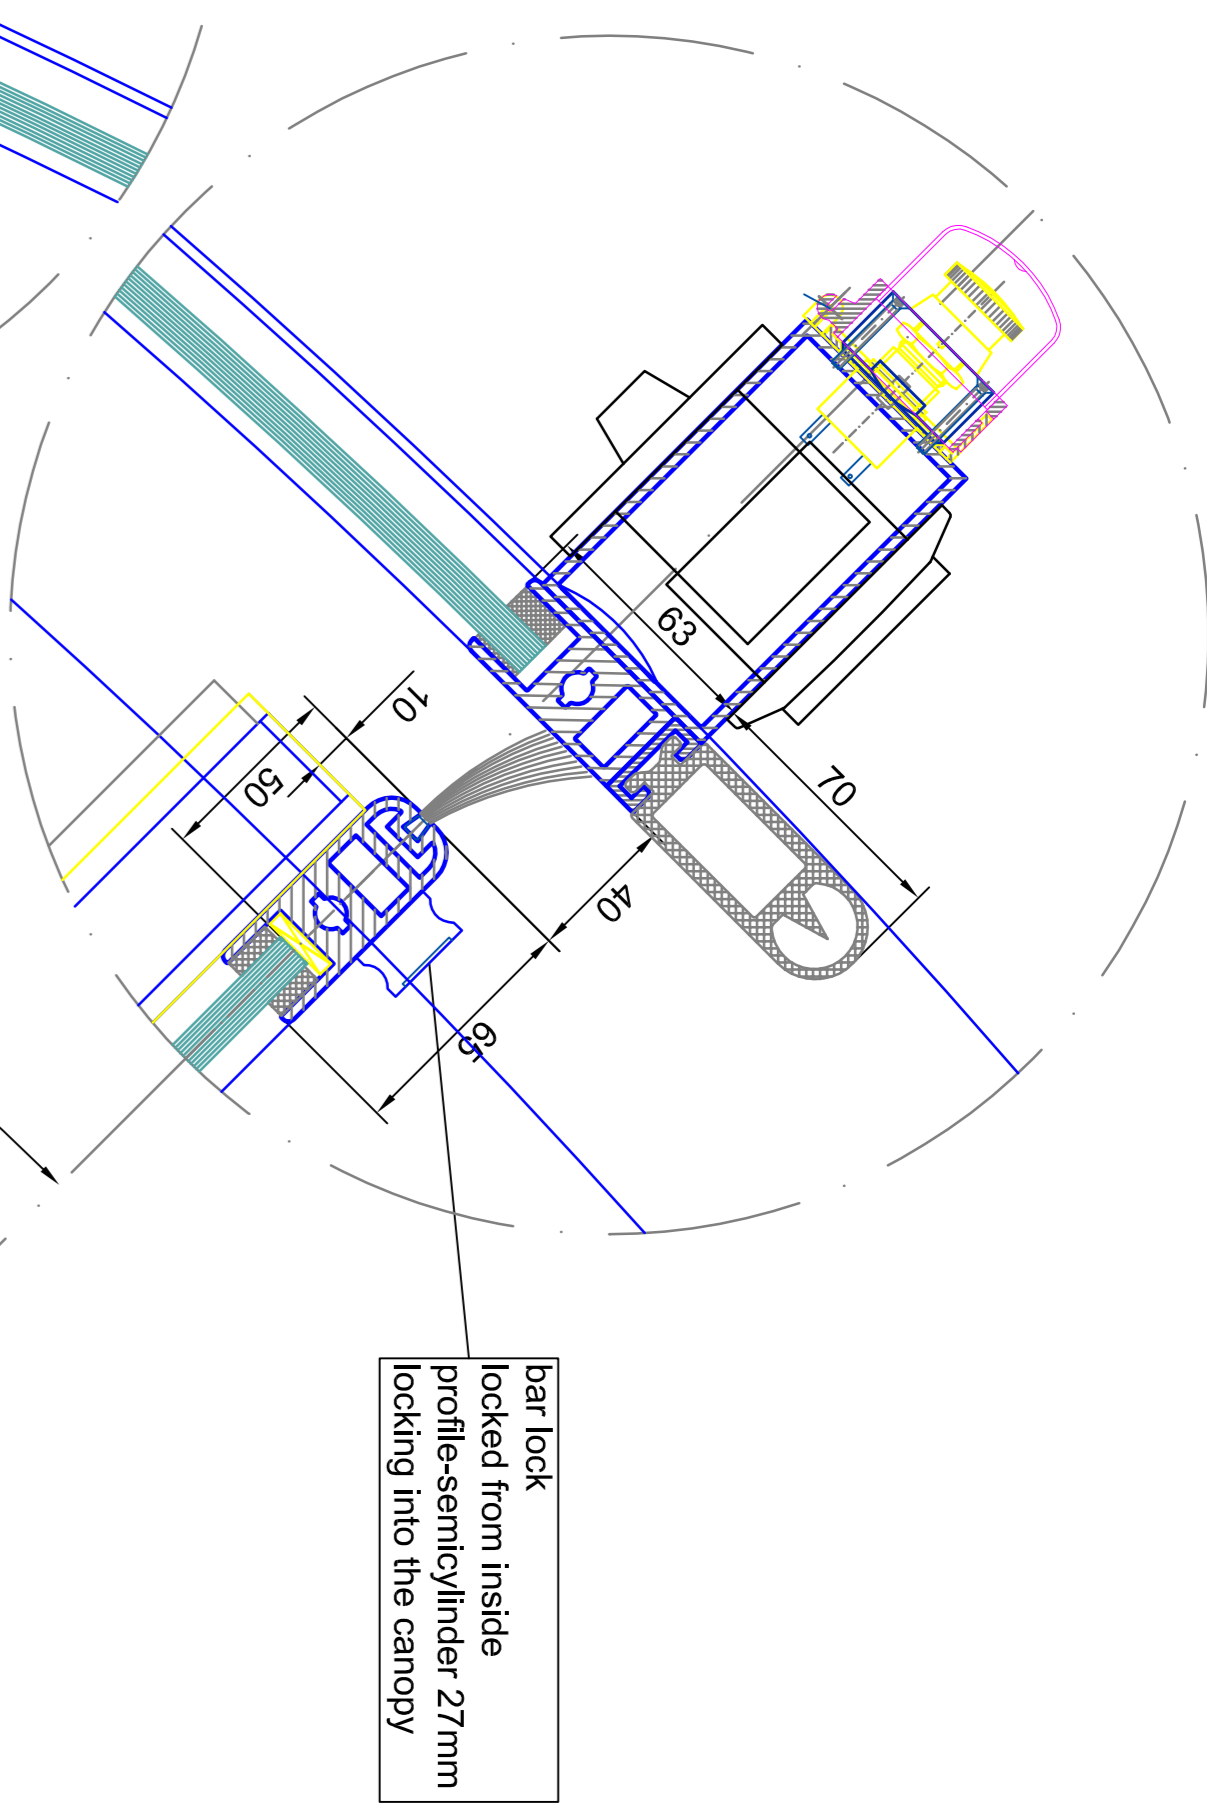 63
70
10
50
40
65
bar lock
locked from inside
profile-semicylinder 27mm
locking into the canopy